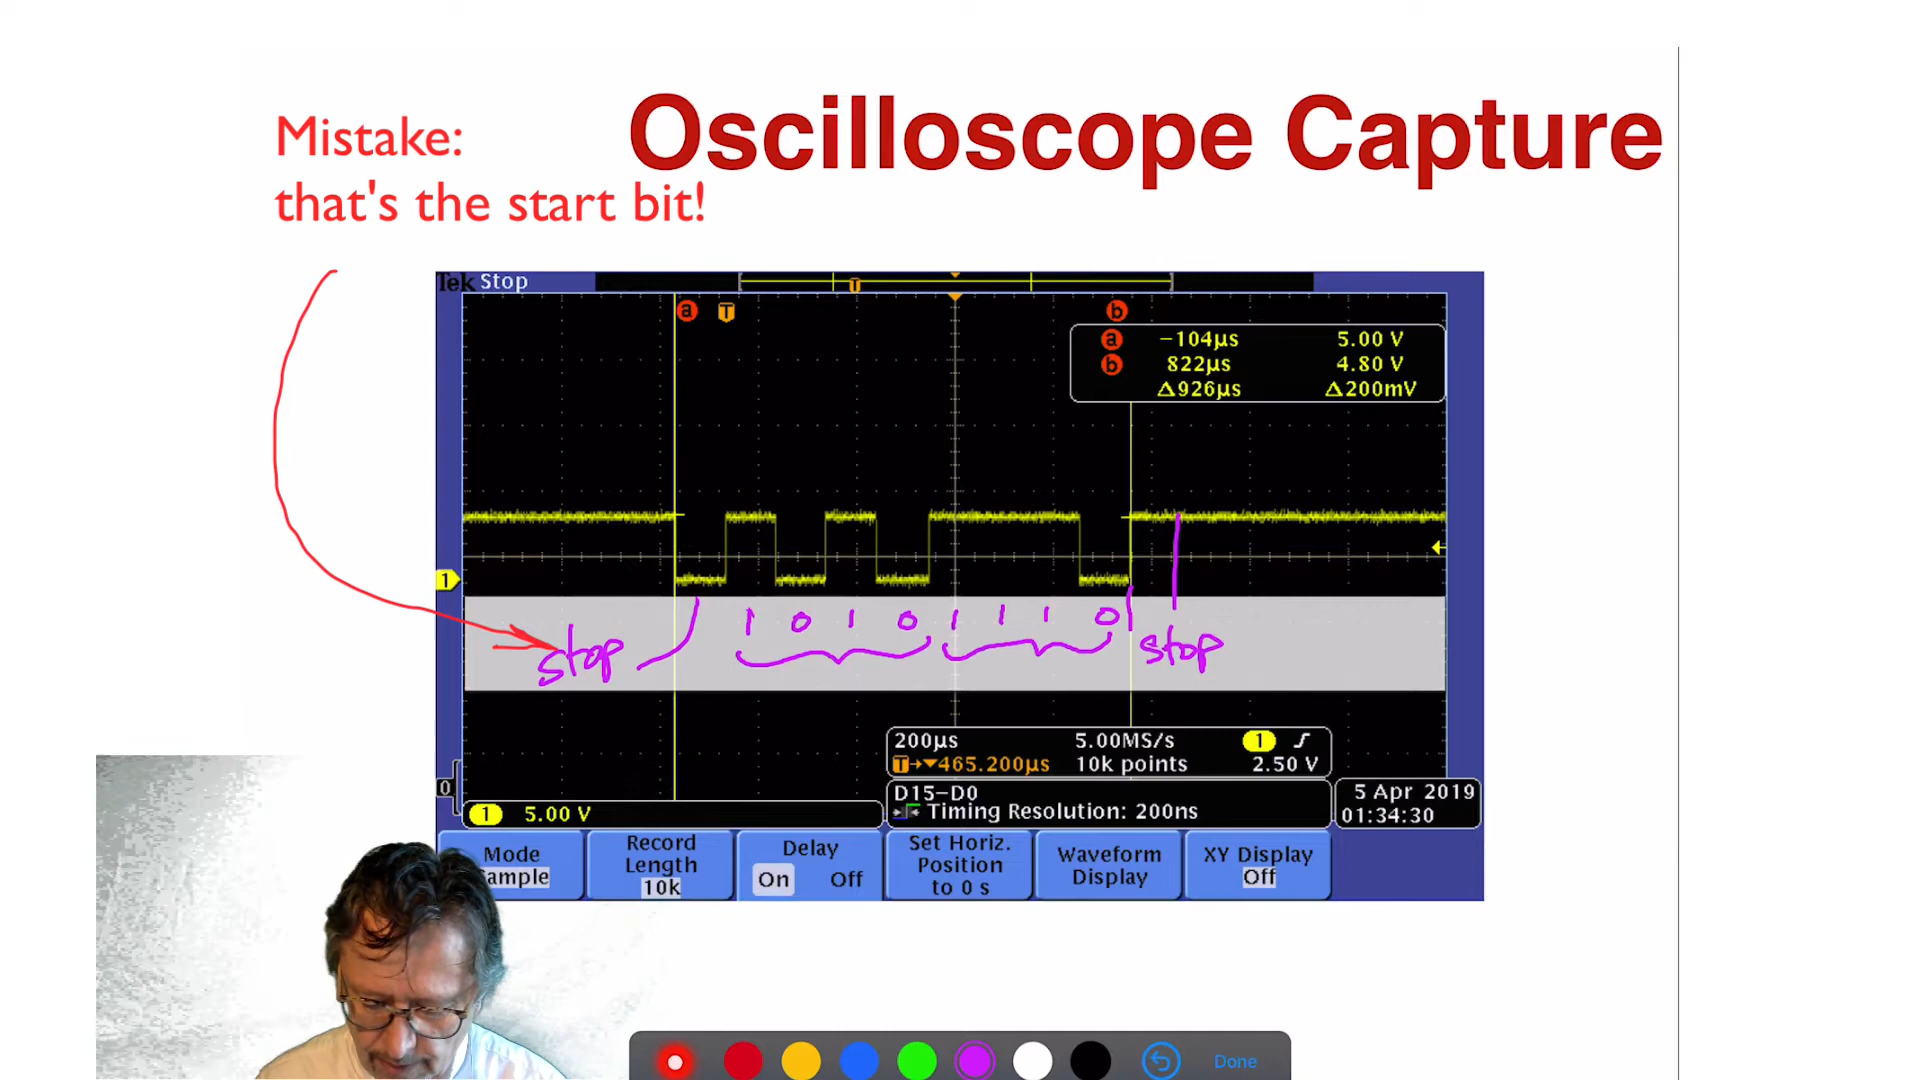 Oscilloscope Capture
Mistake:
that's the start bit!
Tek Stop
T
a
T
b
a -104µs 5.00 V
b 822µs 4.80 V
Δ926µs Δ200mV
1
1 0 1 0 1 1 1 0
stop
stop
200µs 5.00MS/s 1
T→▼465.200µs 10k points 2.50 V
0
D15-D0
Timing Resolution: 200ns
5 Apr 2019
01:34:30
1 5.00 V
Mode
Sample
Record
Length
10k
Delay
On Off
Set Horiz.
Position
to 0 s
Waveform
Display
XY Display
Off
Done